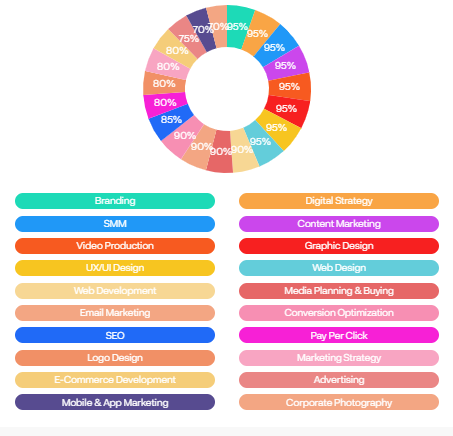 95%
95%
95%
95%
95%
95%
95%
95%
90%
90%
90%
90%
85%
80%
80%
80%
80%
75%
70%
70%
Branding
Digital Strategy
SMM
Content Marketing
Video Production
Graphic Design
UX/UI Design
Web Design
Web Development
Media Planning & Buying
Email Marketing
Conversion Optimization
SEO
Pay Per Click
Logo Design
Marketing Strategy
E-Commerce Development
Advertising
Mobile & App Marketing
Corporate Photography